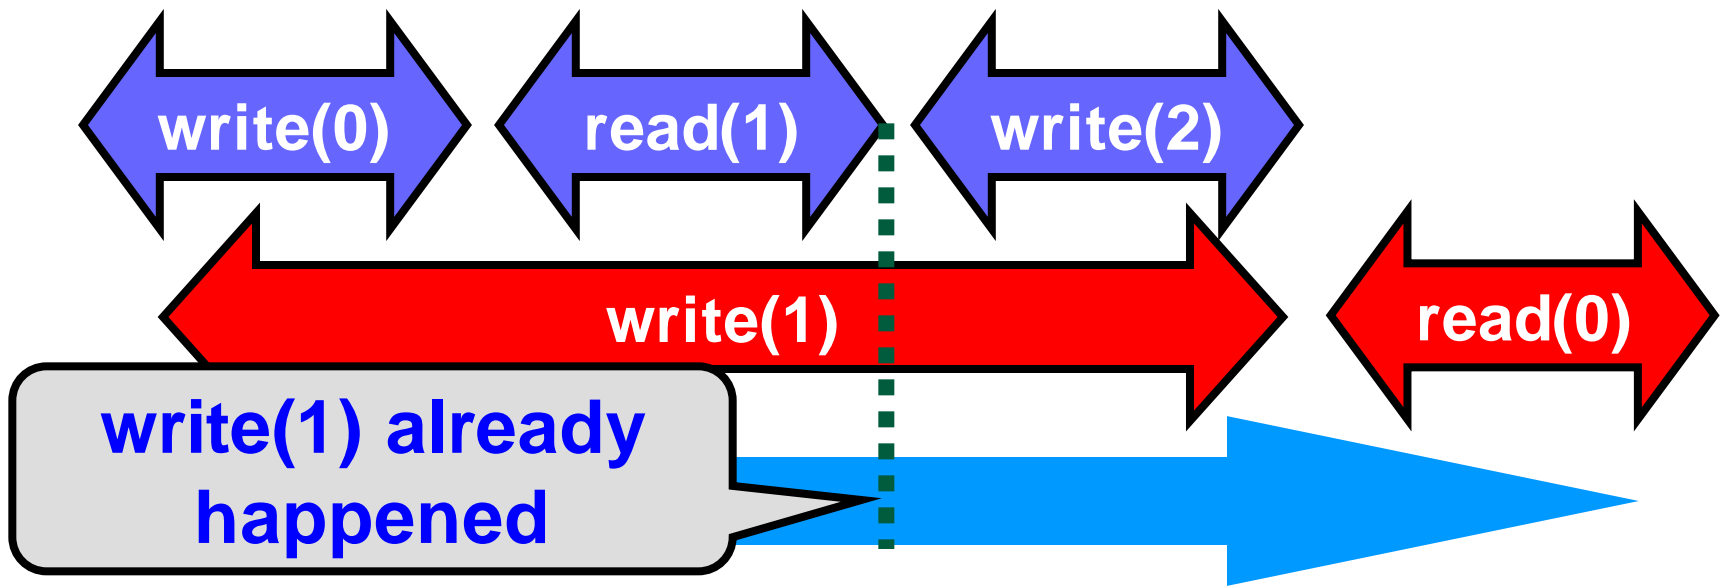 write(0) read(1) write(2)
write(1) read(0)
write(1) already
happened